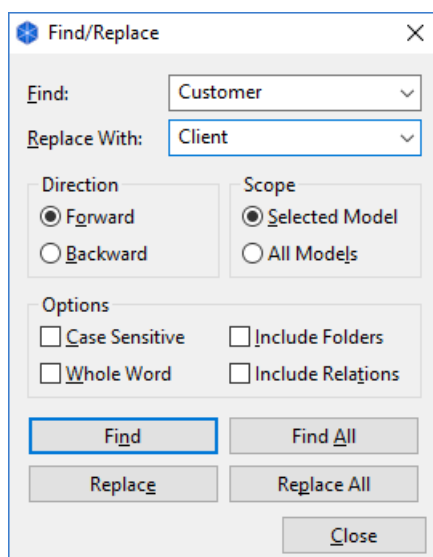 Find/Replace
Find: Customer
Replace With: Client
Direction Scope
Forward Selected Model
Backward All Models
Options
Case Sensitive Include Folders
Whole Word Include Relations
Find Find All
Replace Replace All
Close